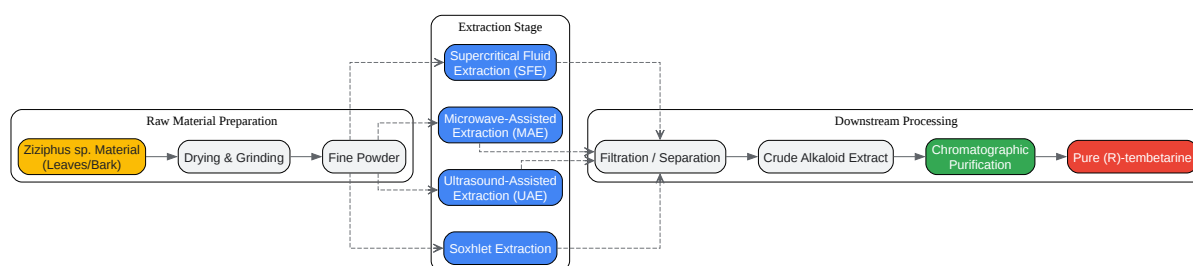 Extraction Stage
Supercritical Fluid
Extraction (SFE)
Raw Material Preparation
Microwave-Assisted
Extraction (MAE)
Downstream Processing
Ziziphus sp. Material
(Leaves/Bark)
Drying & Grinding
Fine Powder
Filtration / Separation
Crude Alkaloid Extract
Chromatographic
Purification
Pure (R)-tembetarine
Ultrasound-Assisted
Extraction (UAE)
Soxhlet Extraction